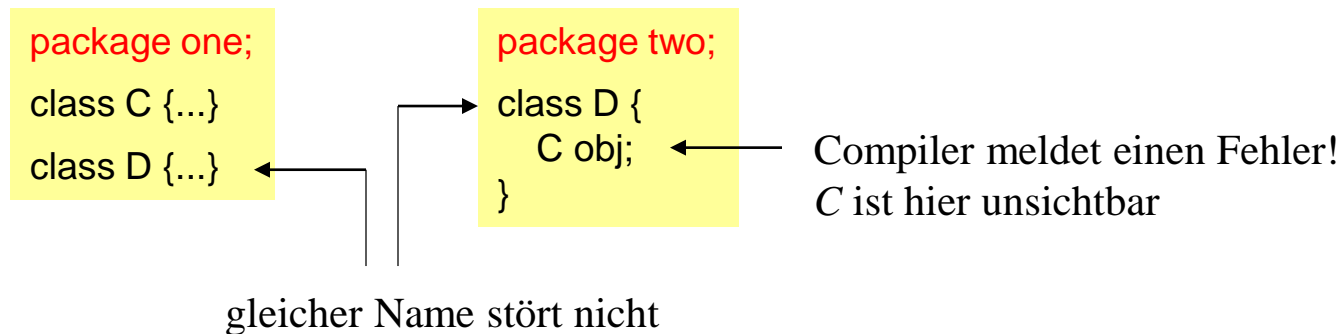 package one;
class C {...}
class D {...}
package two;
class D {
C obj;
}
Compiler meldet einen Fehler!
C ist hier unsichtbar
gleicher Name stört nicht